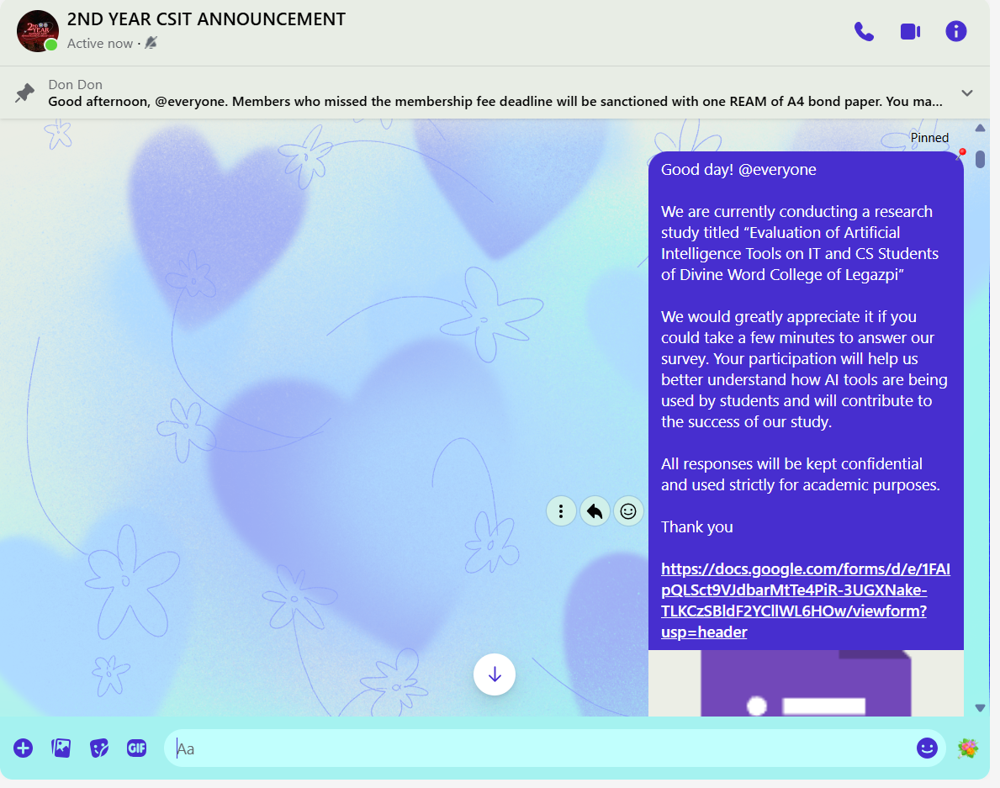 2ND YEAR CSIT ANNOUNCEMENT
Active now ·
Don Don
Good afternoon, @everyone. Members who missed the membership fee deadline will be sanctioned with one REAM of A4 bond paper. You ma...
Pinned
Good day! @everyone
We are currently conducting a research
study titled “Evaluation of Artificial
Intelligence Tools on IT and CS Students
of Divine Word College of Legazpi”
We would greatly appreciate it if you
could take a few minutes to answer our
survey. Your participation will help us
better understand how AI tools are being
used by students and will contribute to
the success of our study.
All responses will be kept confidential
and used strictly for academic purposes.
Thank you
https://docs.google.com/forms/d/e/1FAI
pQLSct9VJdbarMtTe4PiR-3UGXNake-
TLKCzSBldF2YCllWL6HOw/viewform?
usp=header
GIF
Aa